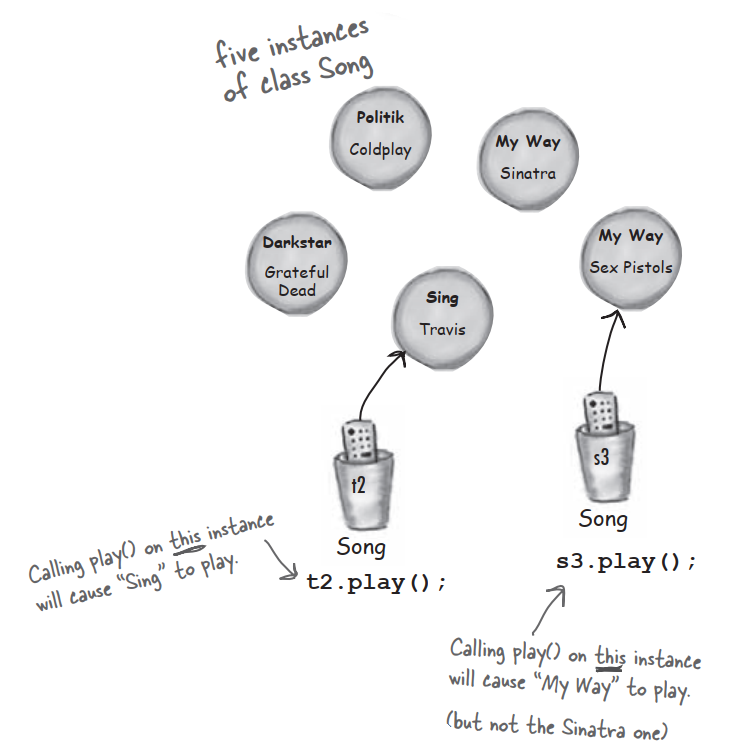 five instances
of class Song
Politik
Coldplay
My Way
Sinatra
Darkstar
Grateful
Dead
Sing
Travis
My Way
Sex Pistols
t2
Song
s3
Song
Calling play() on this instance
will cause “Sing” to play.
t2.play();
s3.play();
Calling play() on this instance
will cause “My Way” to play.
(but not the Sinatra one)